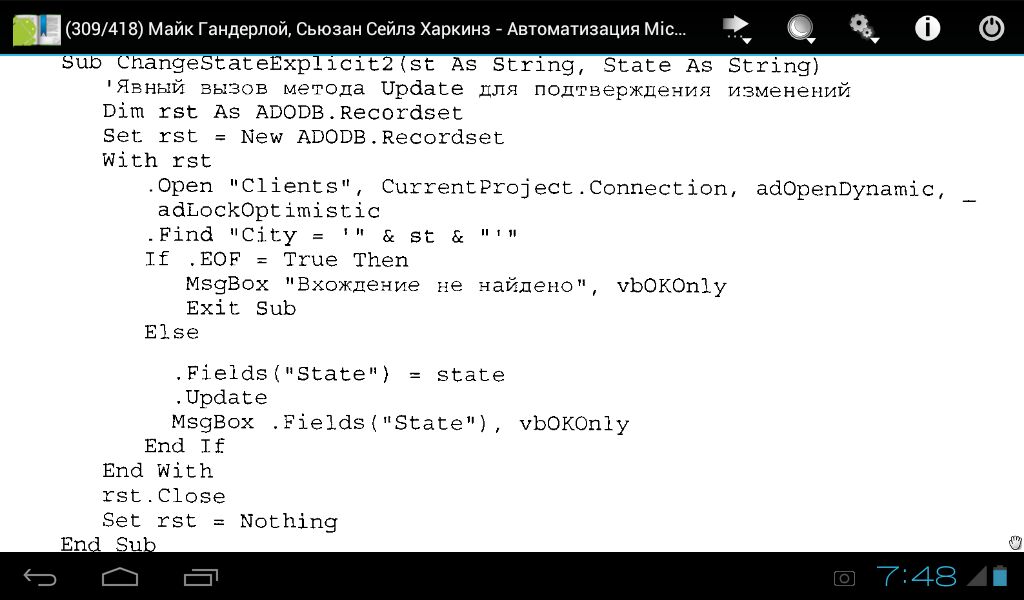 (309/418) Майк Гандерлой, Сьюзан Сейлз Харкинз - Автоматизация Mic...
Sub ChangeStateExplicit2(st As String, State As String)
'Явный вызов метода Update для подтверждения изменений
Dim rst As ADODB.Recordset
Set rst = New ADODB.Recordset
With rst
.Open "Clients", CurrentProject.Connection, adOpenDynamic, _
adLockOptimistic
.Find "City = '" & st & "'"
If .EOF = True Then
MsgBox "Вхождение не найдено", vbOKOnly
Exit Sub
Else
.Fields("State") = state
.Update
MsgBox .Fields("State"), vbOKOnly
End If
End With
rst.Close
Set rst = Nothing
End Sub
7:48